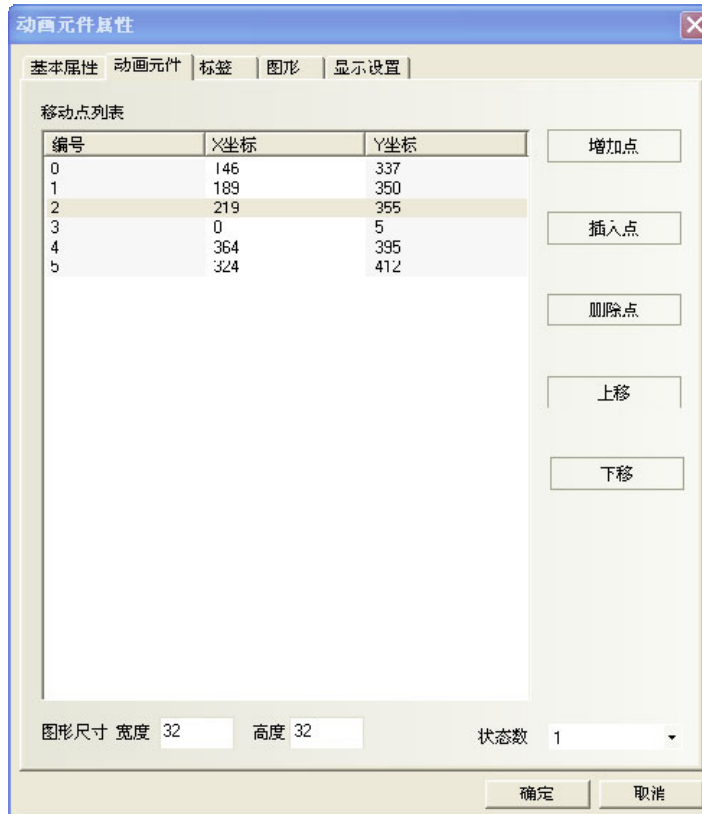 动画元件属性
基本属性 动画元件 标签 图形 显示设置
移动点列表
编号 X坐标 Y坐标
0 146 337
1 189 350
2 219 355
3 0 5
4 364 395
5 324 412
增加点
插入点
删除点
上移
下移
图形尺寸 宽度 32 高度 32 状态数 1
确定 取消